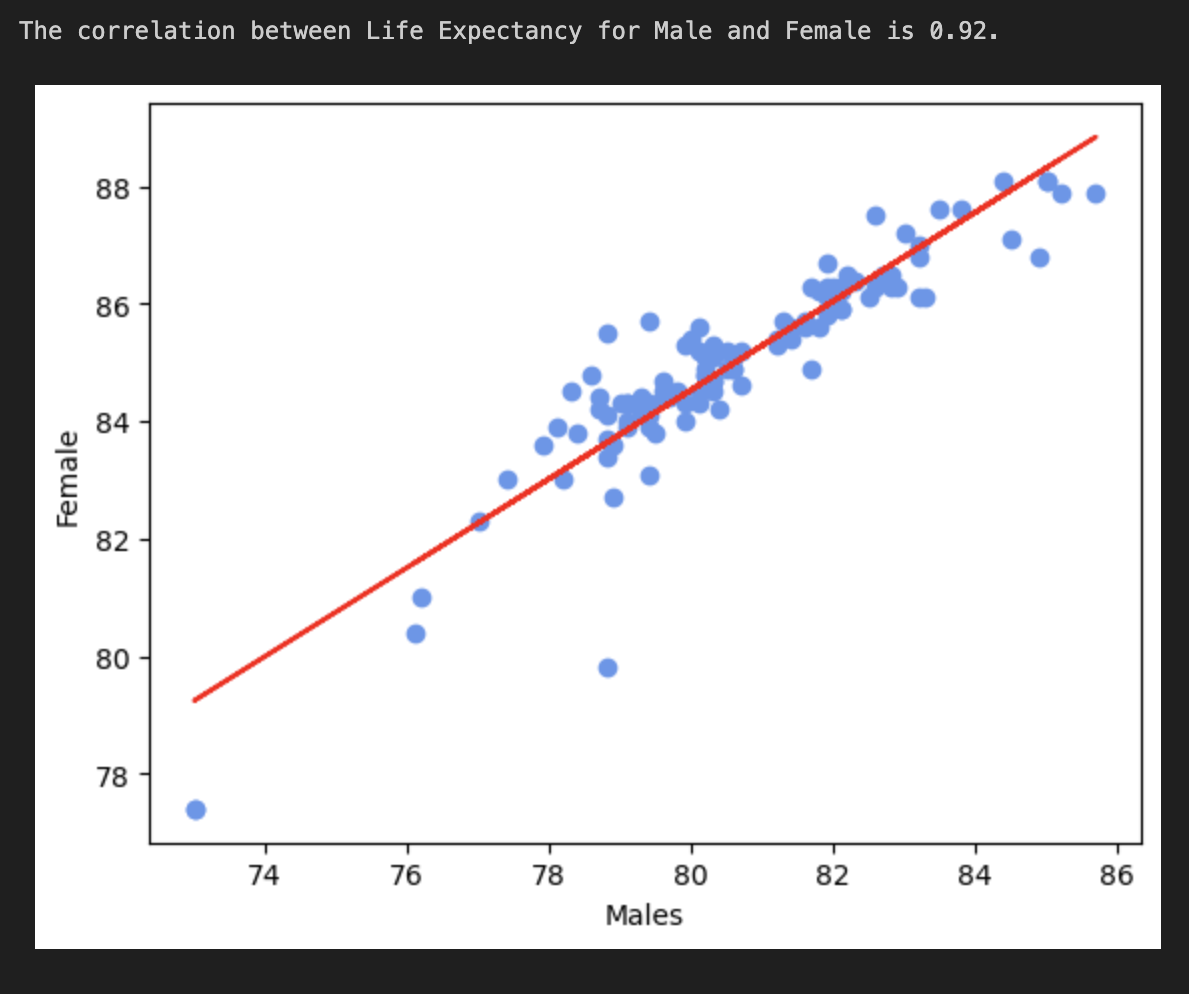 The correlation between Life Expectancy for Male and Female is 0.92.
88
86
84
82
80
78
Female
74 76 78 80 82 84 86
Males